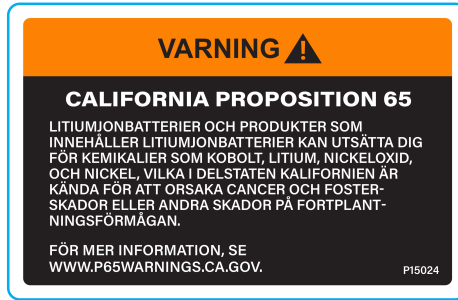 VARNING
CALIFORNIA PROPOSITION 65
LITIUMJONBATTERIER OCH PRODUKTER SOM
INNEHÅLLER LITIUMJONBATTERIER KAN UTSÄTTA DIG
FÖR KEMIKALIER SOM KOBOLT, LITIUM, NICKELOXID,
OCH NICKEL, VILKA I DELSTATEN KALIFORNIEN ÄR
KÄNDA FÖR ATT ORSAKA CANCER OCH FOSTER-
SKADOR ELLER ANDRA SKADOR PÅ FORTPLANT-
NINGSFÖRMÅGAN.
FÖR MER INFORMATION, SE
WWW.P65WARNINGS.CA.GOV.
P15024